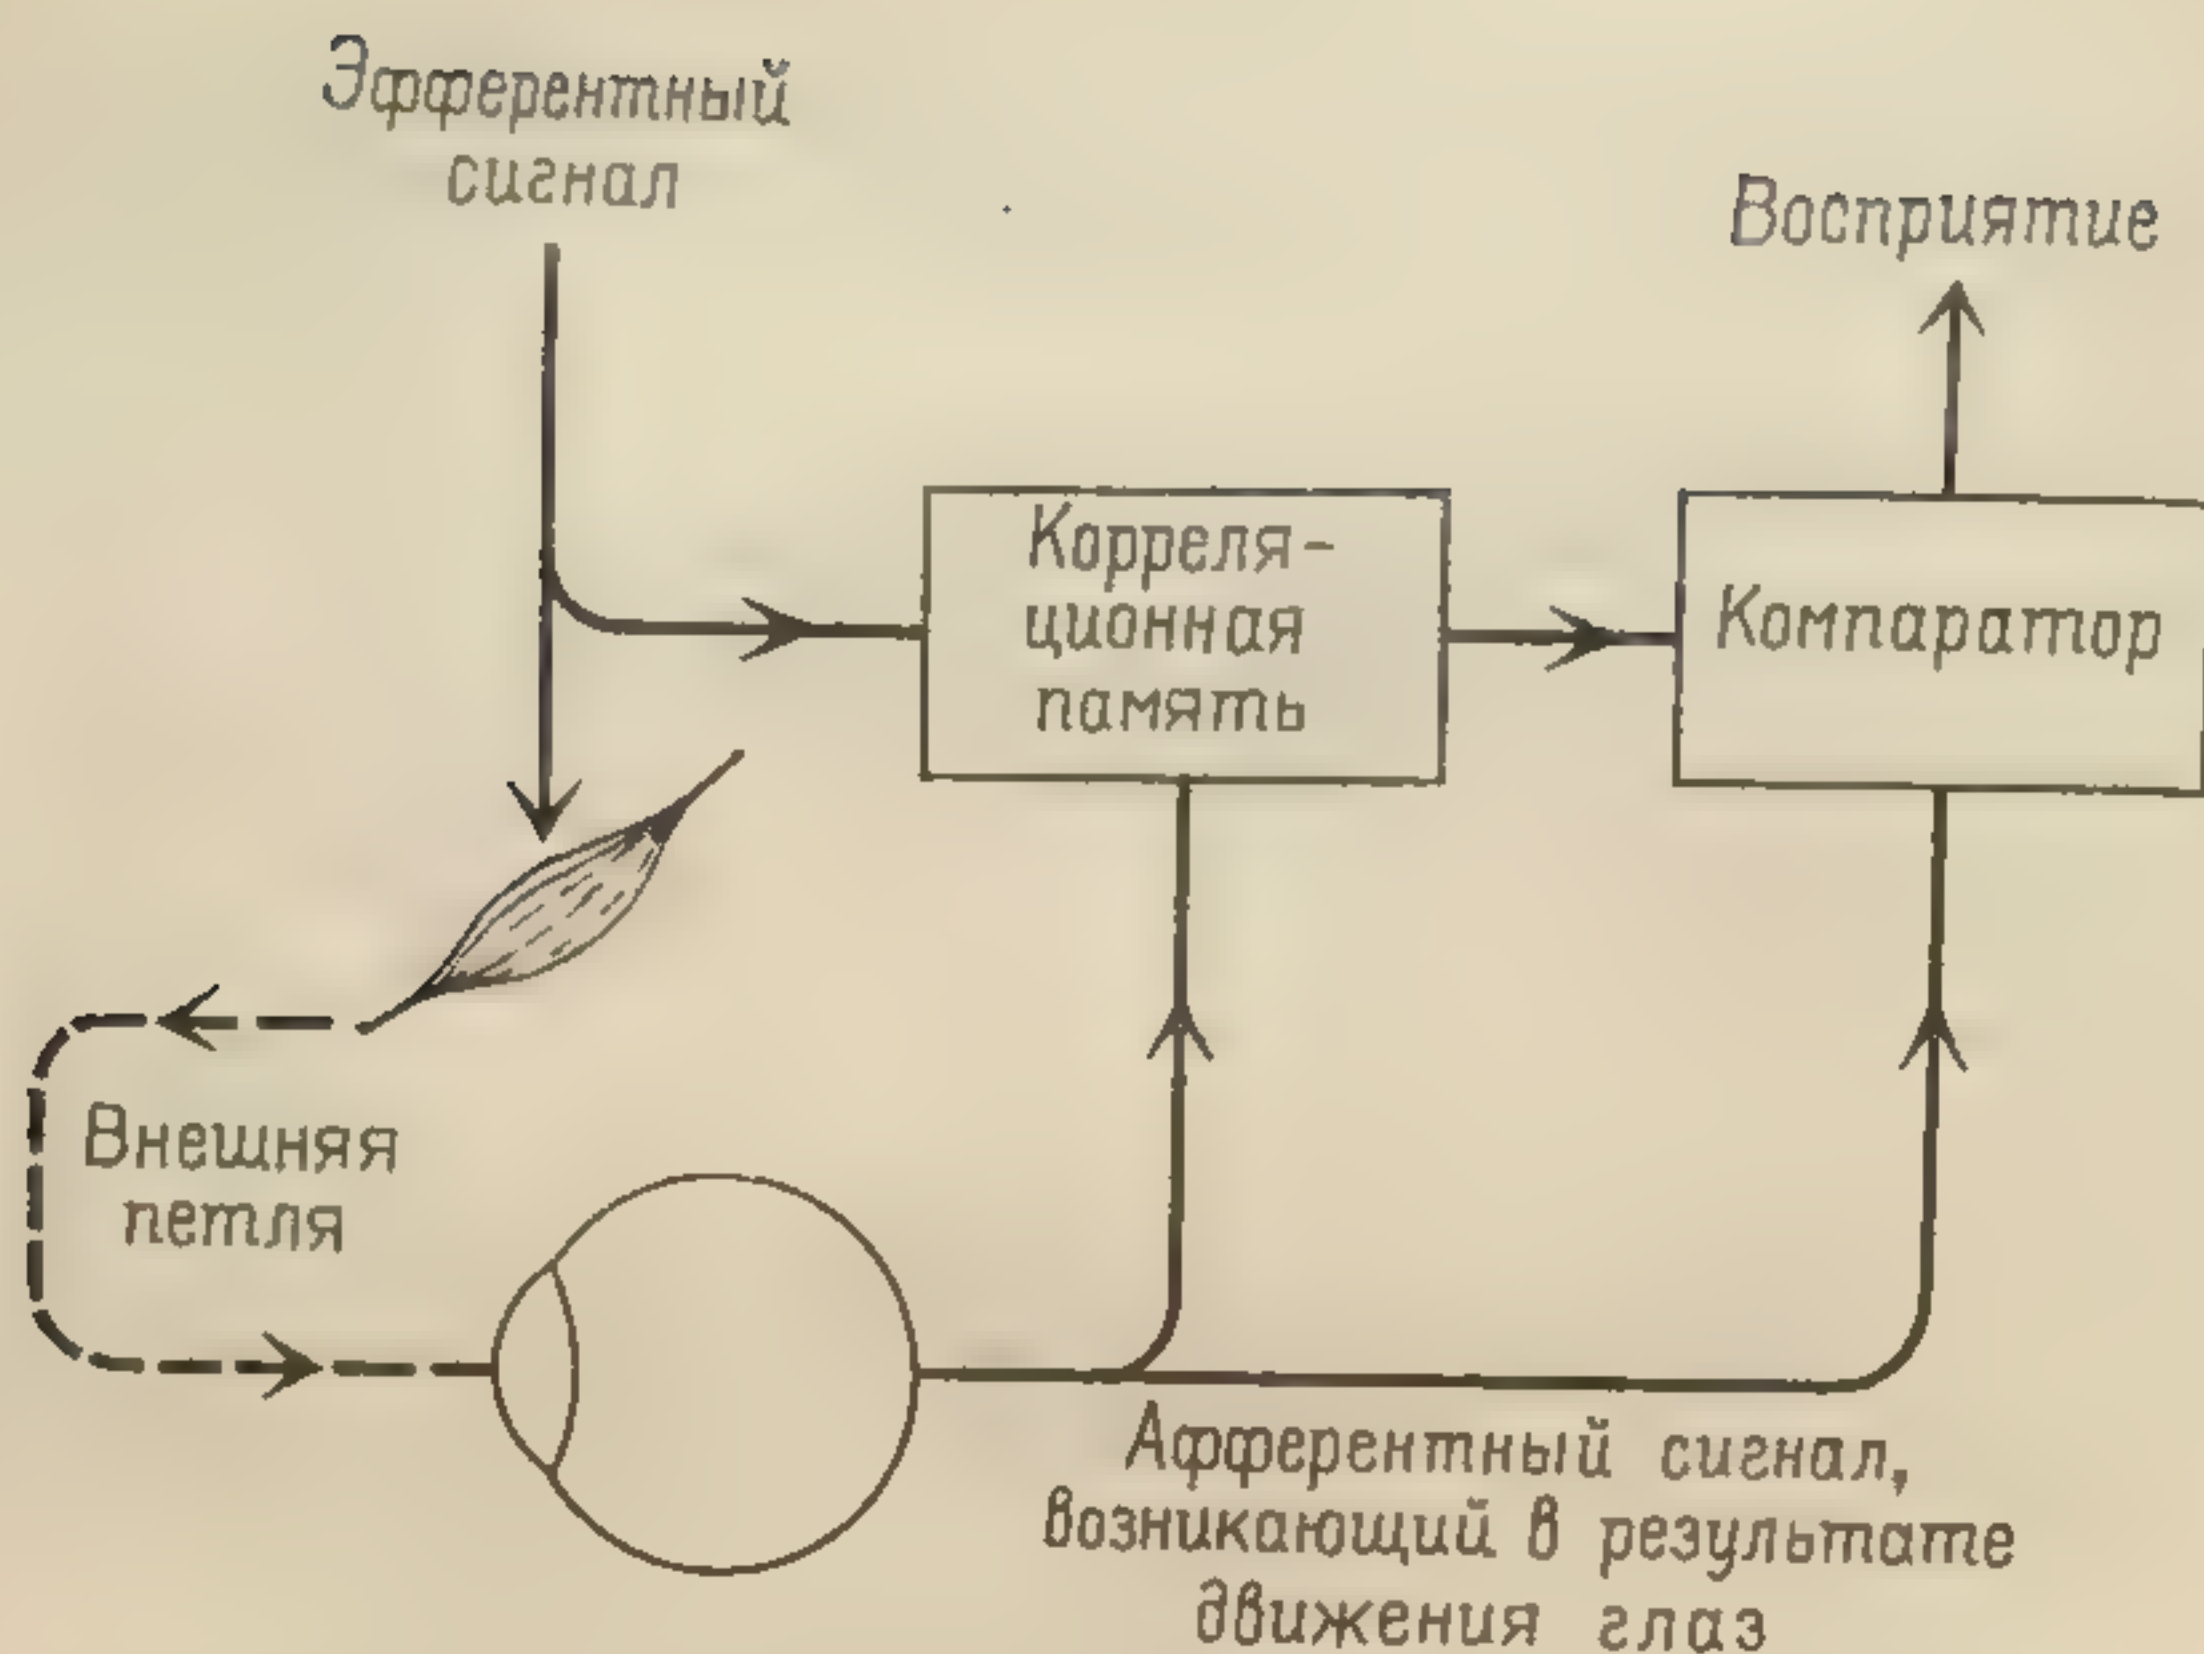 Эфферентный
сигнал
Восприятие
Корреля-
ционная
память
Компаратор
Внешняя
петля
Афферентный сигнал,
возникающий в результате
движения глаз